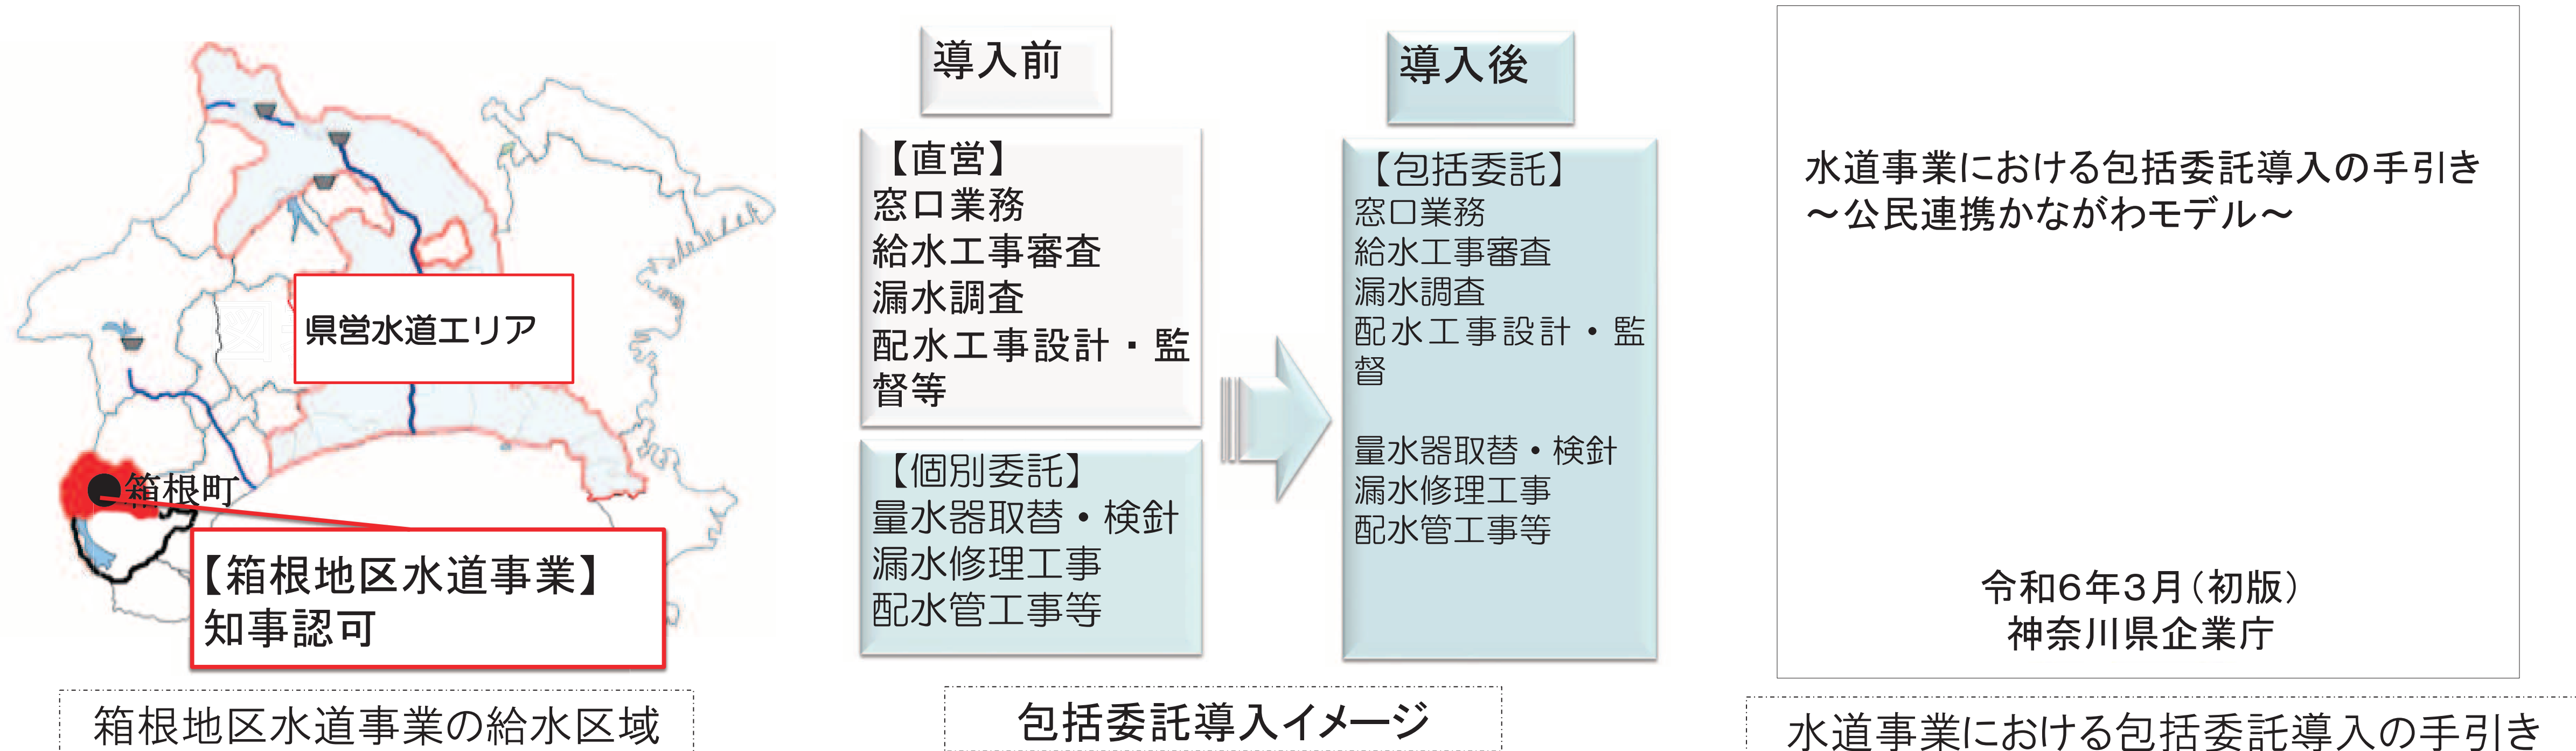 県営水道エリア
箱根町
【箱根地区水道事業】
知事認可
箱根地区水道事業の給水区域
導入前
【直営】
窓口業務
給水工事審査
漏水調査
配水工事設計・監
督等
【個別委託】
量水器取替・検針
漏水修理工事
配水管工事等
導入後
【包括委託】
窓口業務
給水工事審査
漏水調査
配水工事設計・監
督
量水器取替・検針
漏水修理工事
配水管工事等
包括委託導入イメージ
水道事業における包括委託導入の手引き
～公民連携かながわモデル～
令和6年3月（初版）
神奈川県企業庁
水道事業における包括委託導入の手引き